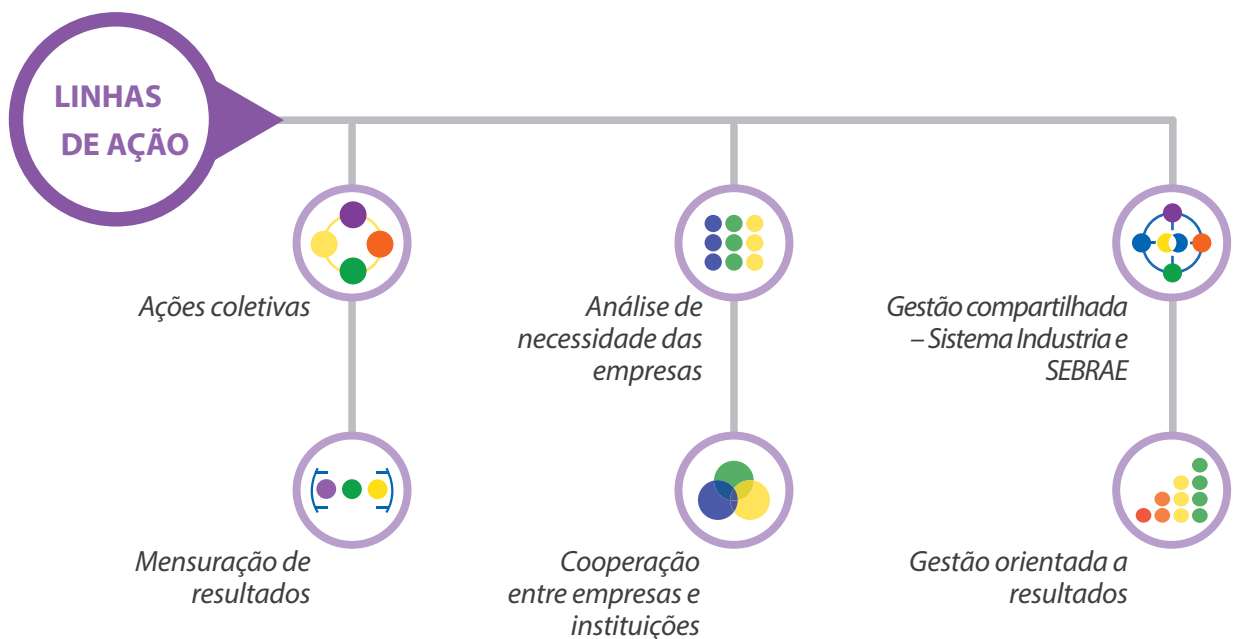 LINHAS
DE AÇÃO
Ações coletivas
Análise de
necessidade das
empresas
Gestão compartilhada
– Sistema Industria e
SEBRAE
Mensuração de
resultados
Cooperação
entre empresas e
instituições
Gestão orientada a
resultados